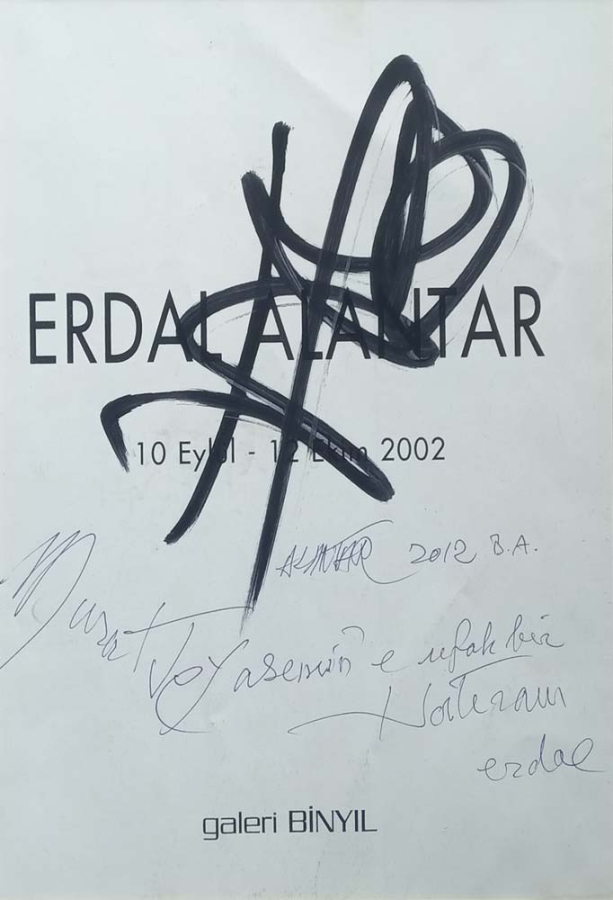 ERDAL ALANTAR
10 Eylül - 12 Ekim 2002
ALANTAR 2012 B.A.
Murat ve Yasemin'e ufak bir
Hatıram
erdal
galeri BİNYIL